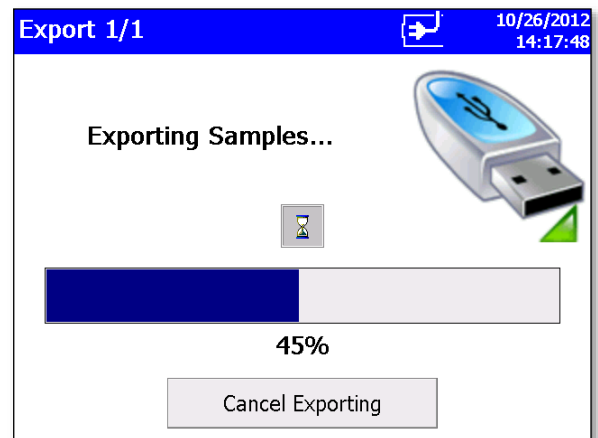 Export 1/1
10/26/2012
14:17:48
Exporting Samples...
45%
Cancel Exporting